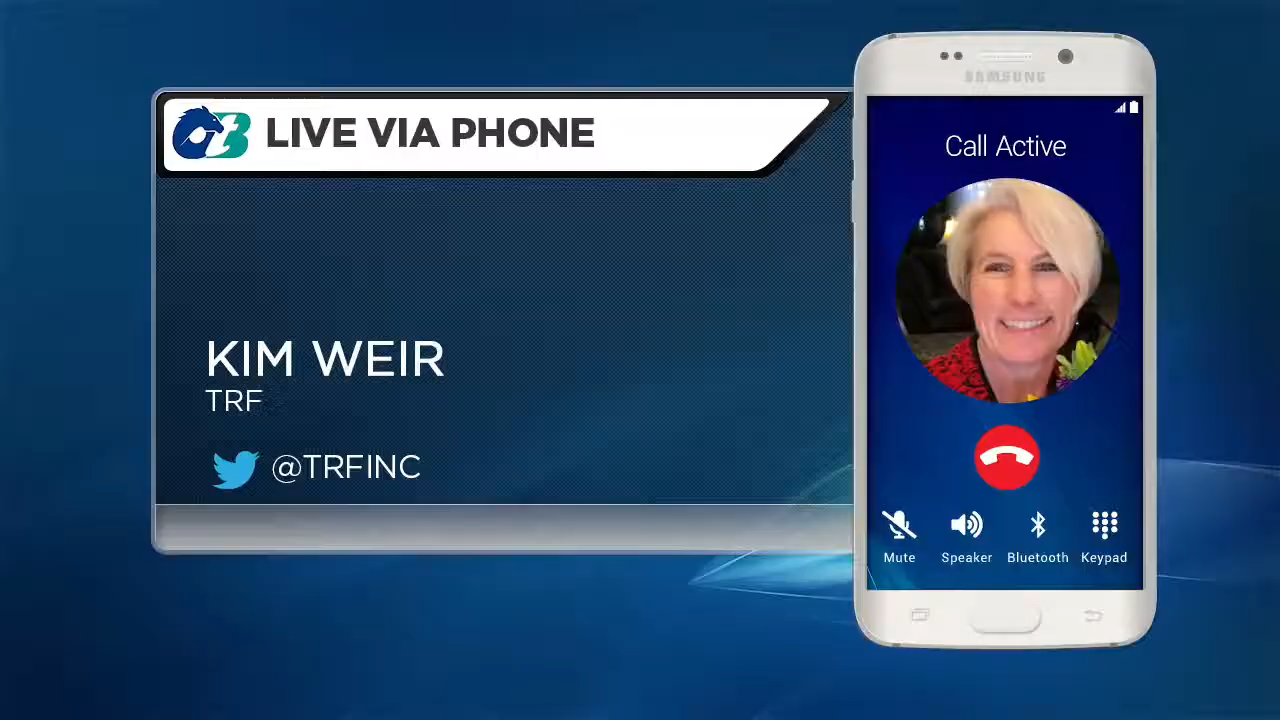 LIVE VIA PHONE
KIM WEIR
TRF
@TRFINC
SAMSUNG
Call Active
Mute Speaker Bluetooth Keypad